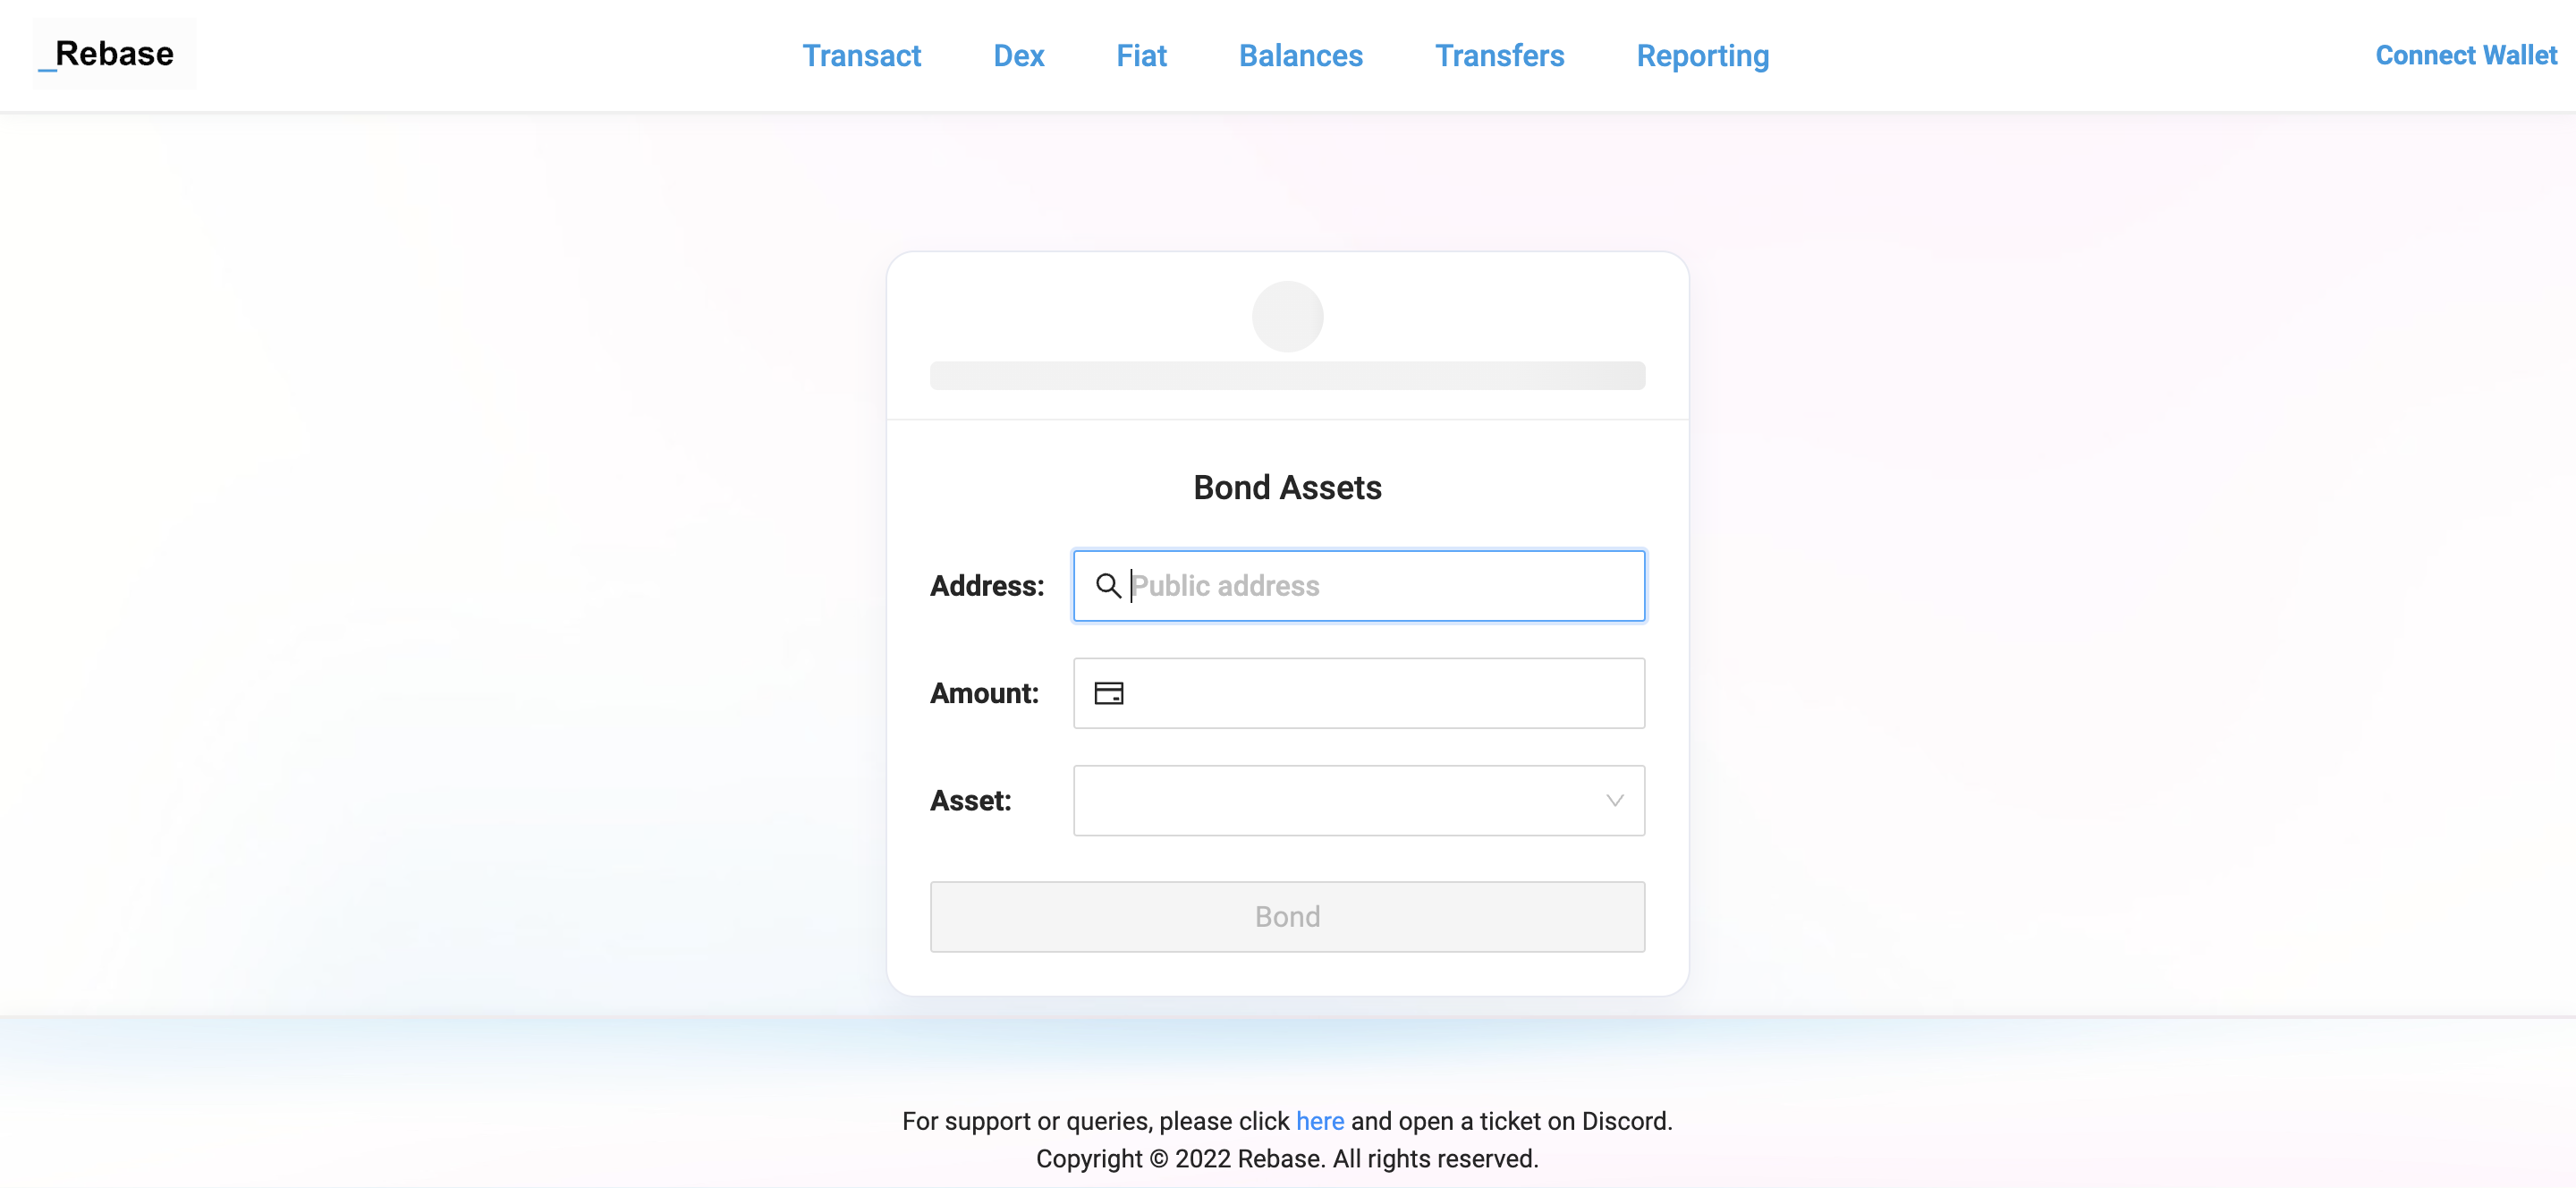 _Rebase
Transact Dex Fiat Balances Transfers Reporting
Connect Wallet
Bond Assets
Address: Public address
Amount:
Asset:
Bond
For support or queries, please click here and open a ticket on Discord.
Copyright © 2022 Rebase. All rights reserved.